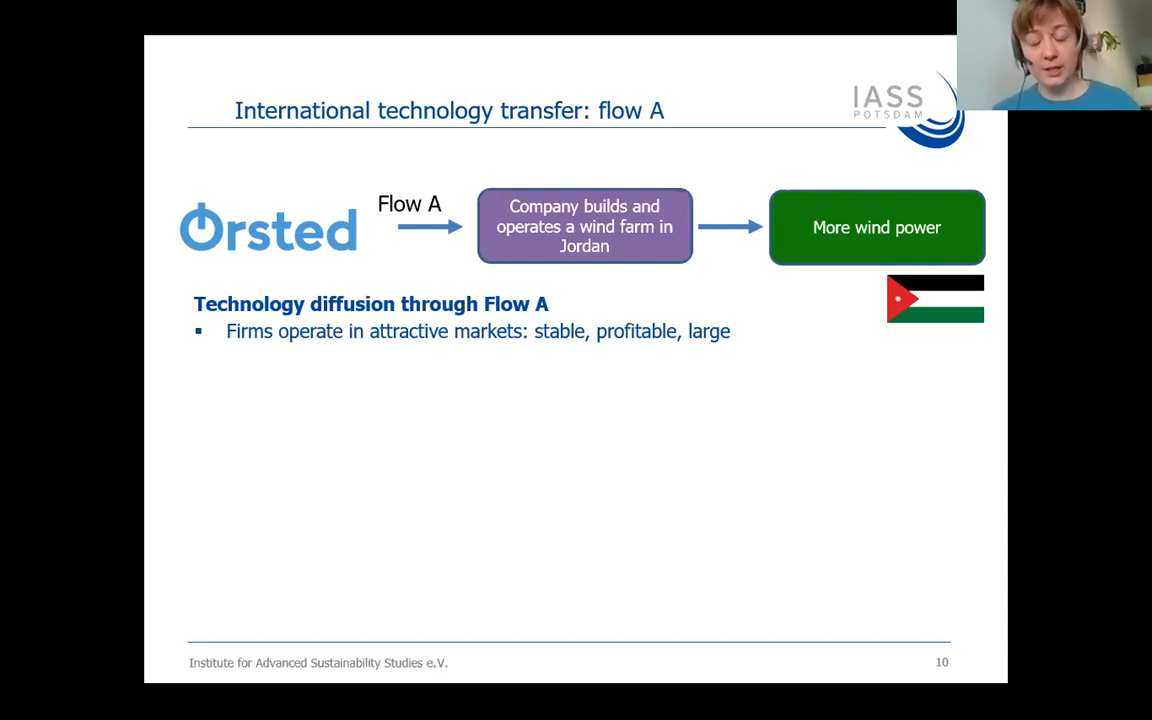 International technology transfer: flow A
IASS
POTSDAM
Ørsted
Flow A
Company builds and
operates a wind farm in
Jordan
More wind power
Technology diffusion through Flow A
▪ Firms operate in attractive markets: stable, profitable, large
Institute for Advanced Sustainability Studies e.V.
10